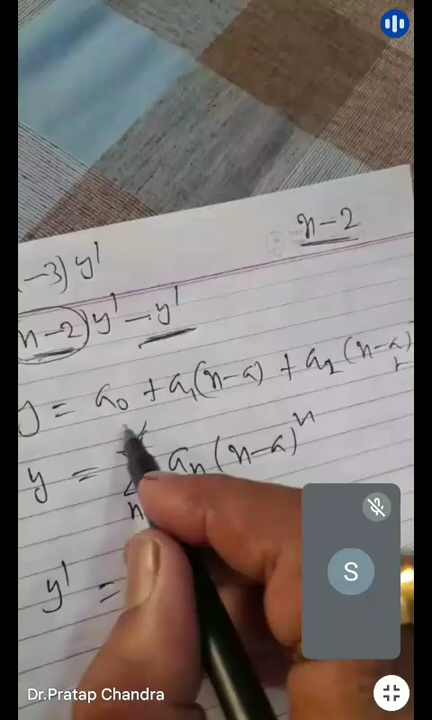 x-2
-3) y'
x-2) y' - y'
y = a₀ + a₁(x-a) + a₂(x-a)
y = aₙ(x-a)ⁿ
n
y' =
S
Dr.Pratap Chandra